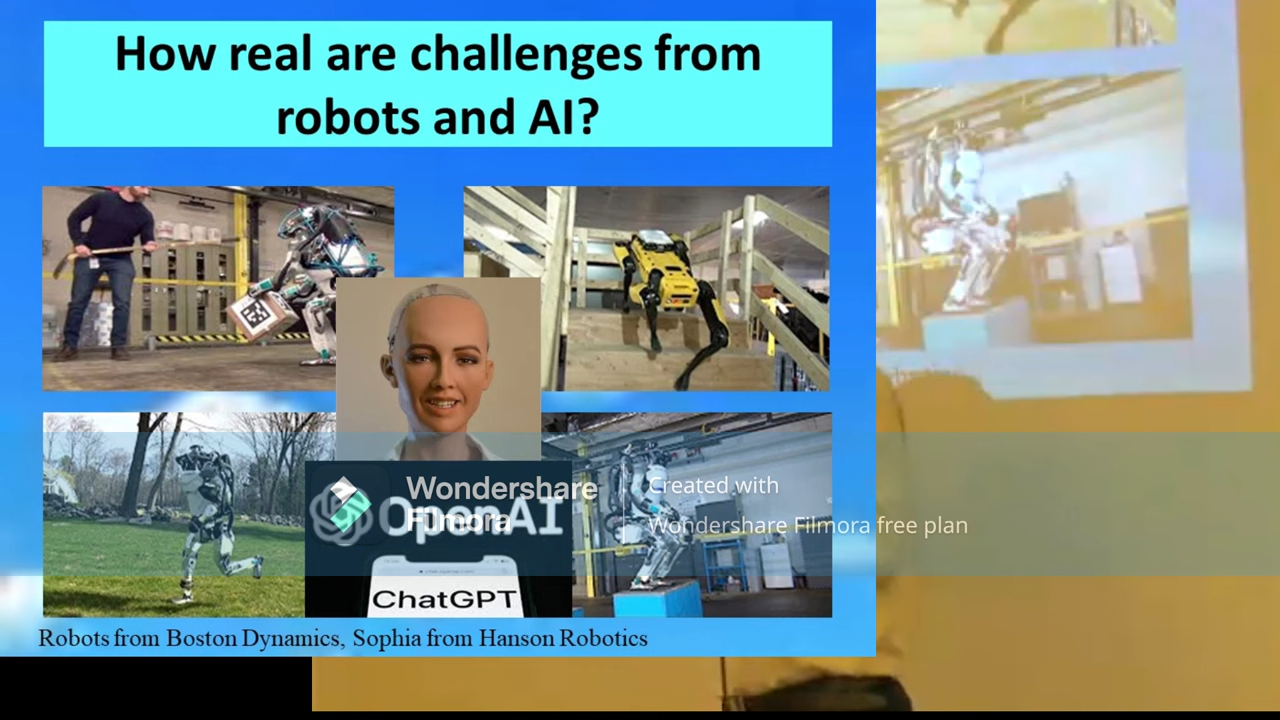 How real are challenges from
robots and AI?
Wondershare
Filmora
Created with
Wondershare Filmora free plan
OpenAI
ChatGPT
Robots from Boston Dynamics, Sophia from Hanson Robotics